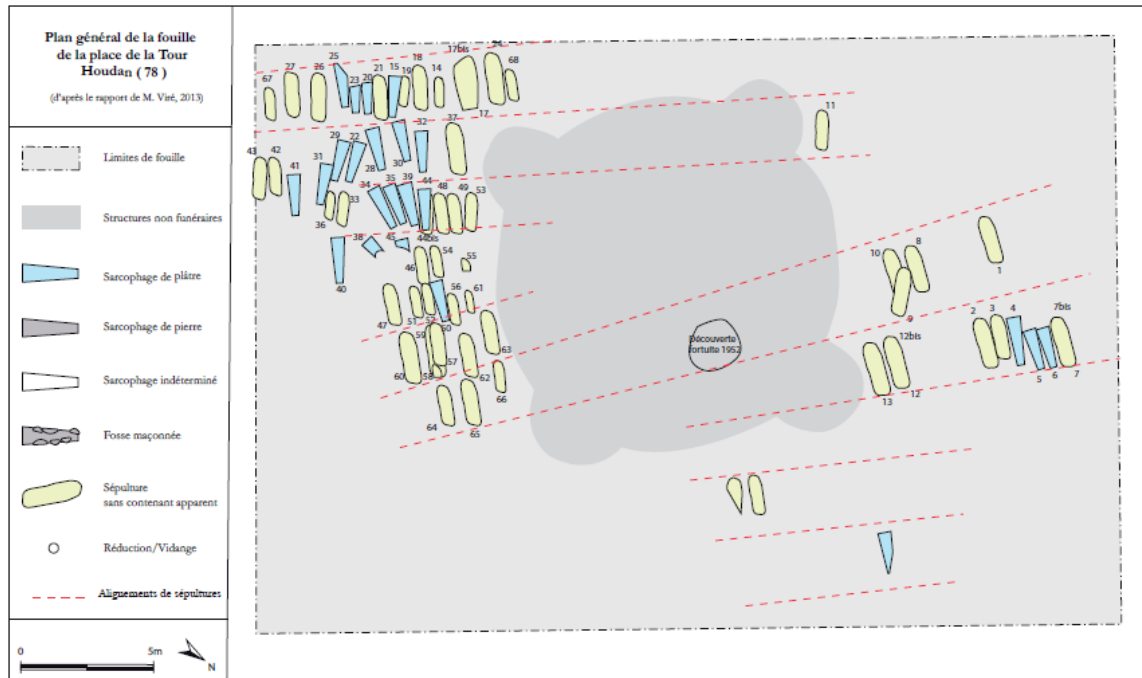 Plan général de la fouille
de la place de la Tour
Houdan ( 78 )
(d'après le rapport de M. Viré, 2013)
Limites de fouille
Structures non funéraires
Sarcophage de plâtre
Sarcophage de pierre
Sarcophage indéterminé
Fosse maçonnée
Sépulture
sans contenant apparent
Réduction/Vidange
Alignements de sépultures
0 5m
N
67 27 26 25 23 20 21 15 19 18 14 17bis 17 68
11
43 42 41 31 29 22 28 30 32 37
36 33 34 35 39 44 48 49 53
40 38 45 44bis 46 54 55
47 51 52 50 56 61
60 59 58 57 62 63 66
64 65
Découverte
fortuite 1952
10 8 9 1
2 3 4 5 6 7bis 7
12bis 12 13